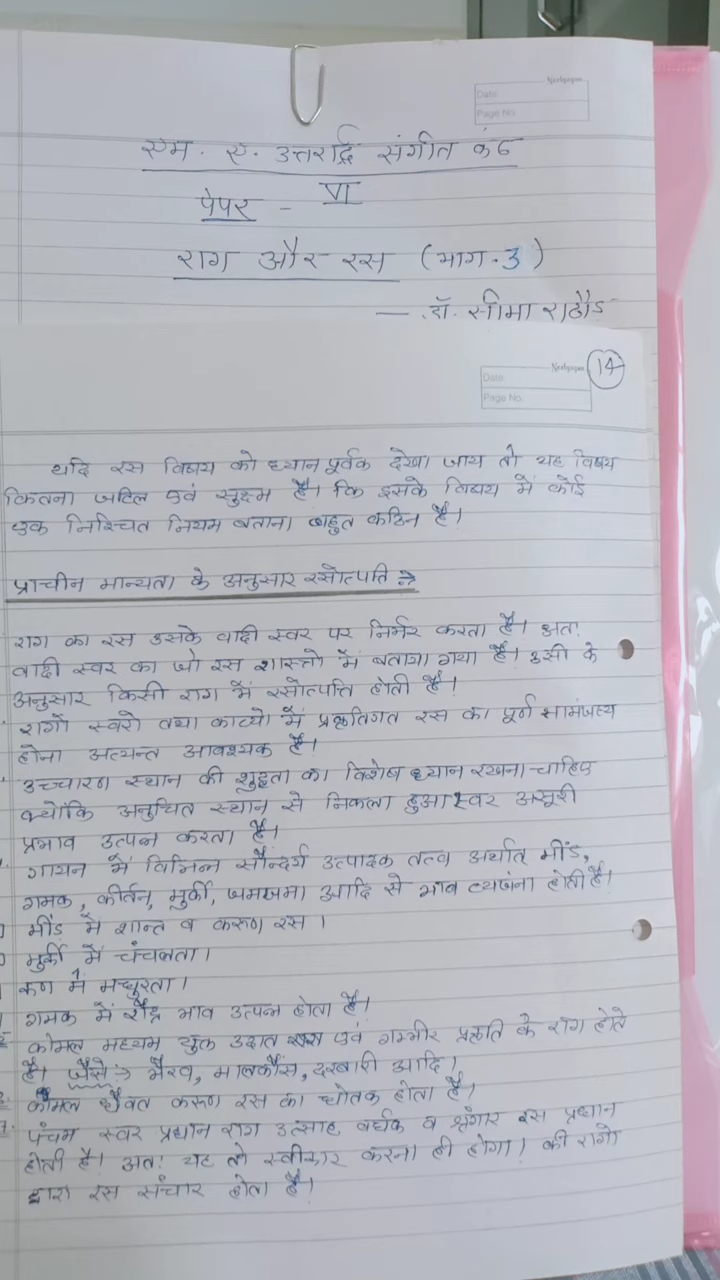 Neelgagan
Date
Page No.
एम. ए. उत्तरार्द्ध संगीत कंठ
पेपर - VI
राग और रस (भाग-3)
— डॉ. सीमा राठौड
Neelgagan
14
Date
Page No.
यदि रस विषय को ध्यान पूर्वक देखा जाय तो यह विषय
कितना जटिल एवं सुक्ष्म है। कि इसके विषय में कोई
एक निश्चित नियम बताना बहुत कठिन है।
प्राचीन मान्यता के अनुसार रसोत्पति ⇒
राग का रस उसके वादी स्वर पर निर्भर करता है। अतः
वादी स्वर का जो रस शास्त्रो में बताया गया है। उसी के
अनुसार किसी राग में रसोत्पत्ति होती है।
रागों स्वरो तथा काव्यो में प्रकृतिगत रस का पूर्ण सामंजस्य
होना अत्यन्त आवश्यक है।
उच्चारण स्थान की शुद्धता का विशेष ध्यान रखना चाहिए
क्योंकि अनुचित स्थान से निकला हुआ स्वर असूरी
प्रभाव उत्पन्न करता है।
गायन में विभिन्न सौन्दर्य उत्पादक तत्व अर्थात् मींड,
गमक, कीर्तन, मुर्की, जमजमा आदि से भाव व्यंजना होती है।
मींड में शान्त व करुण रस।
मुर्की में चंचलता।
कण में मधुरता।
गमक में रौद्र भाव उत्पन्न होता है।
कोमल मध्यम युक्त उदात एवं गम्भीर प्रकृति के राग होते
है। जैसे ⇒ भैरव, मालकौंस, दरबारी आदि।
कोमल धैवत करुण रस का धोतक होता है।
पंचम स्वर प्रधान राग उत्साह वर्धक व श्रृंगार रस प्रधान
होती है। अतः यह तो स्वीकार करना ही होगा। की रागो
द्वारा रस संचार होता है।